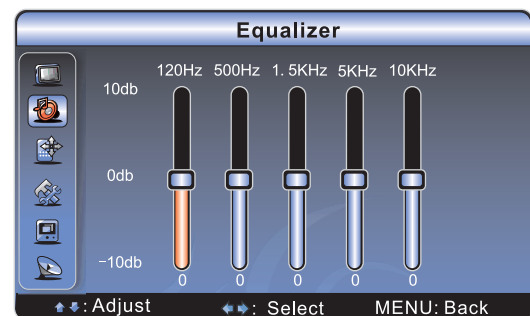 Equalizer
120Hz 500Hz 1. 5KHz 5KHz 10KHz
10db
0db
-10db
0 0 0 0 0
: Adjust : Select MENU: Back